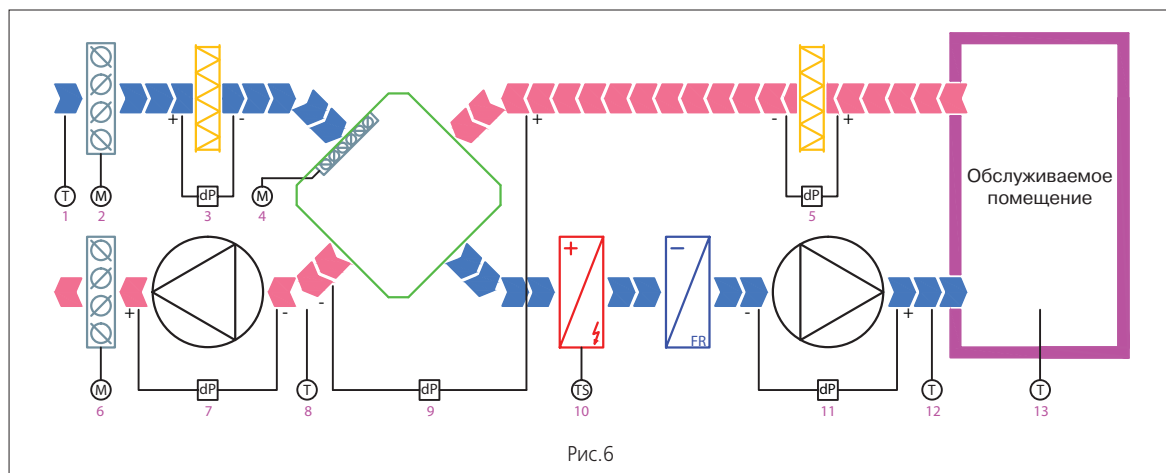 + - + - +
Обслуживаемое
помещение
T M dP M dP
1 2 3 4 5
+ -
FR
+ - - - +
M dP T dP TS dP T T
6 7 8 9 10 11 12 13
Рис.6